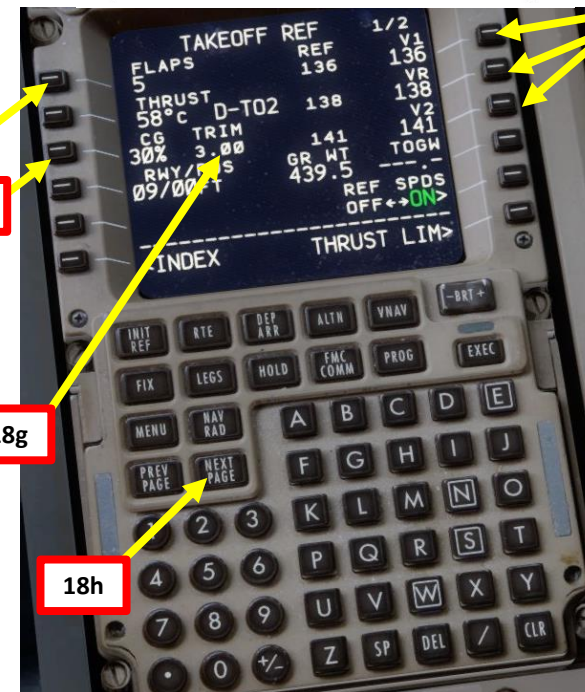 TAKEOFF REF 1/2
FLAPS REF V1
5 136 136
THRUST VR
58°C D-TO2 138 138
CG TRIM V2
30% 3.00 141 141
GR WT TOGW
09/00FT 439.5 ---.-
REF SPDS
OFF↔ON>
<INDEX THRUST LIM>
-BRT+
INIT REF RTE DEP ARR ALTN VNAV
FIX LEGS HOLD FMC COMM PROG EXEC
MENU NAV RAD A B C D E
8g
PREV PAGE NEXT PAGE F G H I J
1 2 3 K L M N O
18h
4 5 6 P Q R S T
7 8 9 U V W X Y
. 0 +/- Z SP DEL / CLR